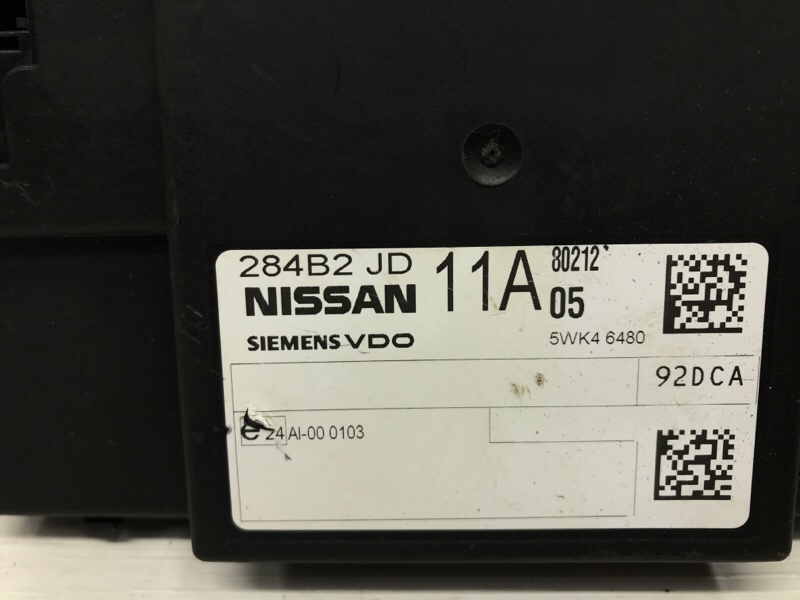 284B2 JD 11A 80212
NISSAN 05
SIEMENS VDO 5WK4 6480
92DCA
e 24 AI-00 0103